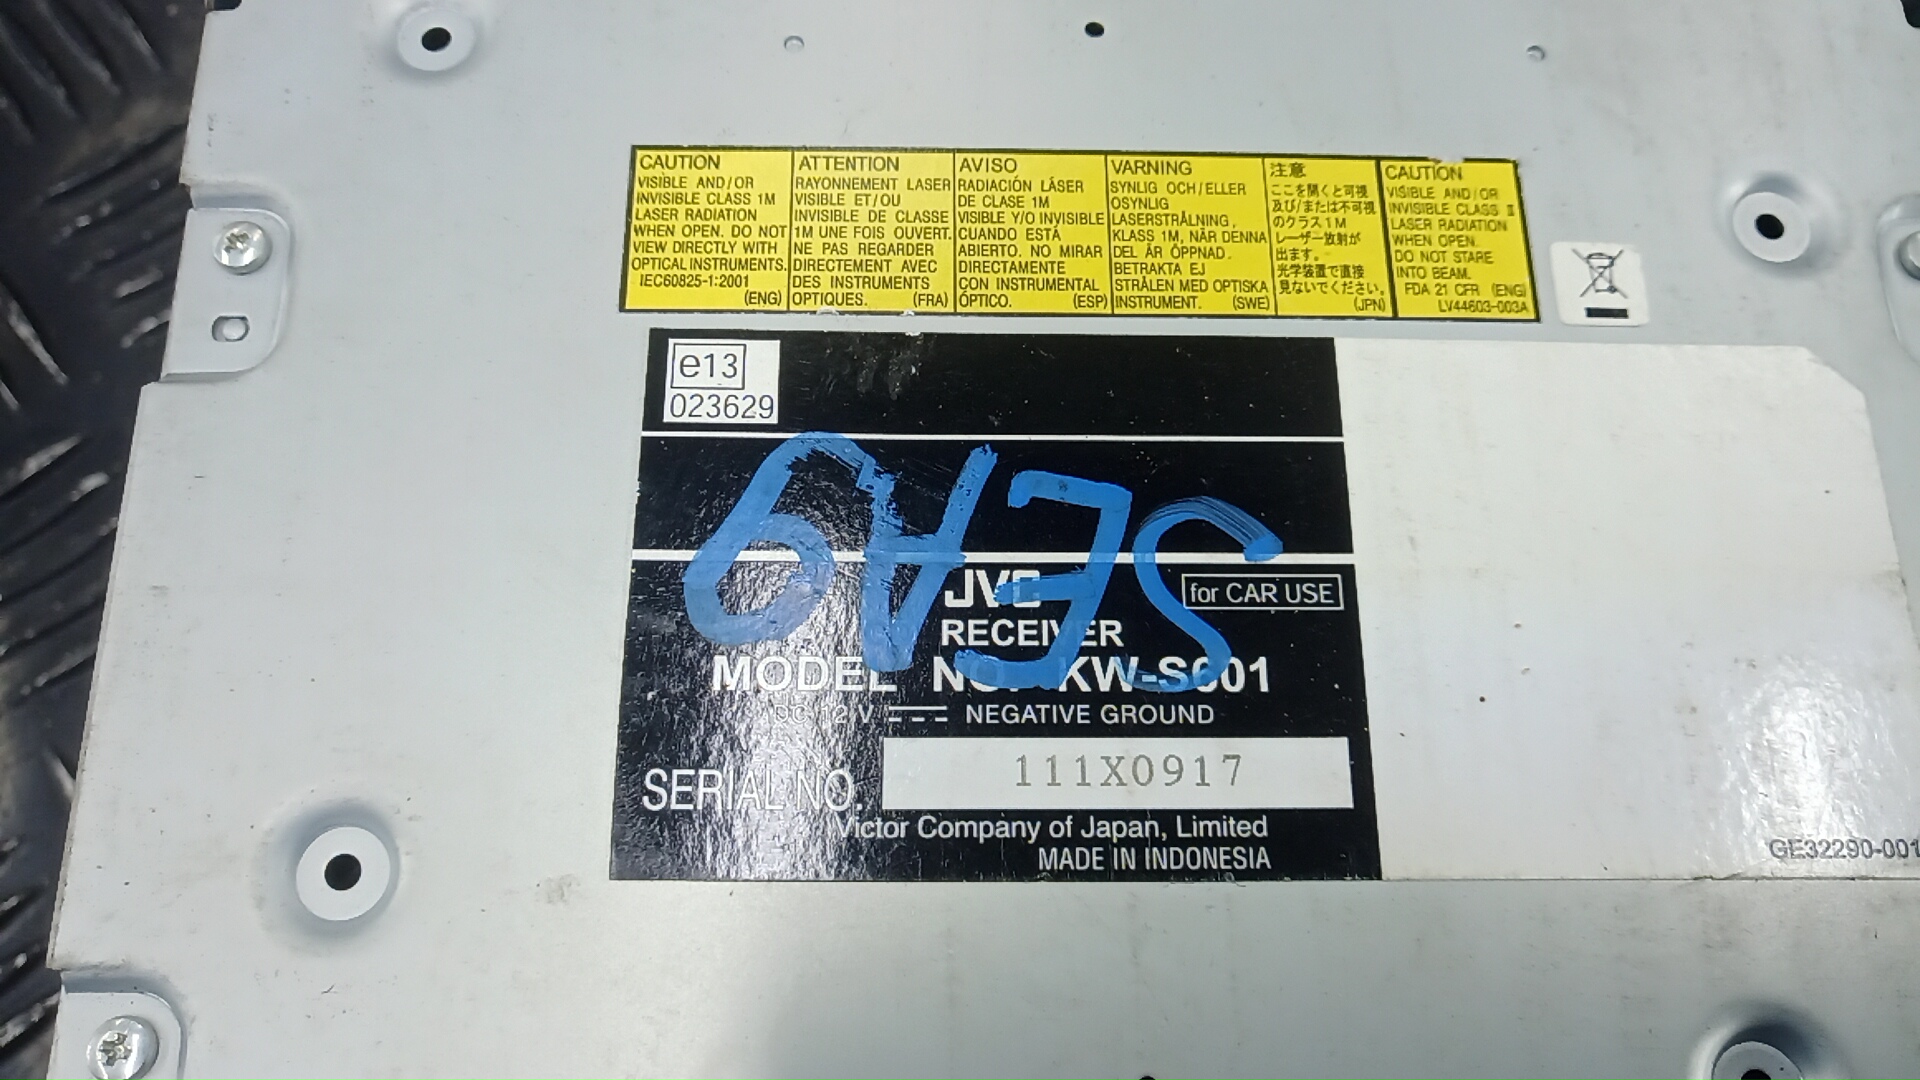 CAUTION
VISIBLE AND/OR
INVISIBLE CLASS 1M
LASER RADIATION
WHEN OPEN. DO NOT
VIEW DIRECTLY WITH
OPTICAL INSTRUMENTS.
IEC60825-1:2001
(ENG)
ATTENTION
RAYONNEMENT LASER
VISIBLE ET/OU
INVISIBLE DE CLASSE
1M UNE FOIS OUVERT.
NE PAS REGARDER
DIRECTEMENT AVEC
DES INSTRUMENTS
OPTIQUES. (FRA)
AVISO
RADIACIÓN LÁSER
DE CLASE 1M
VISIBLE Y/O INVISIBLE
CUANDO ESTÁ
ABIERTO. NO MIRAR
DIRECTAMENTE
CON INSTRUMENTAL
ÓPTICO. (ESP)
VARNING
SYNLIG OCH/ELLER
OSYNLIG
LASERSTRÅLNING,
KLASS 1M, NÄR DENNA
DEL ÄR ÖPPNAD.
BETRAKTA EJ
STRÅLEN MED OPTISKA
INSTRUMENT. (SWE)
注意
ここを開くと可視
及び/または不可視
のクラス1M
レーザー放射が
出ます。
光学装置で直接
見ないでください。
(JPN)
CAUTION
VISIBLE AND/OR
INVISIBLE CLASS II
LASER RADIATION
WHEN OPEN.
DO NOT STARE
INTO BEAM.
FDA 21 CFR (ENG)
LV44603-003A
e13
023629
JVC
for CAR USE
RECEIVER
MODEL NO. KW-S601
DC 12 V NEGATIVE GROUND
SERIAL NO. 111X0917
Victor Company of Japan, Limited
MADE IN INDONESIA
GE32290-001